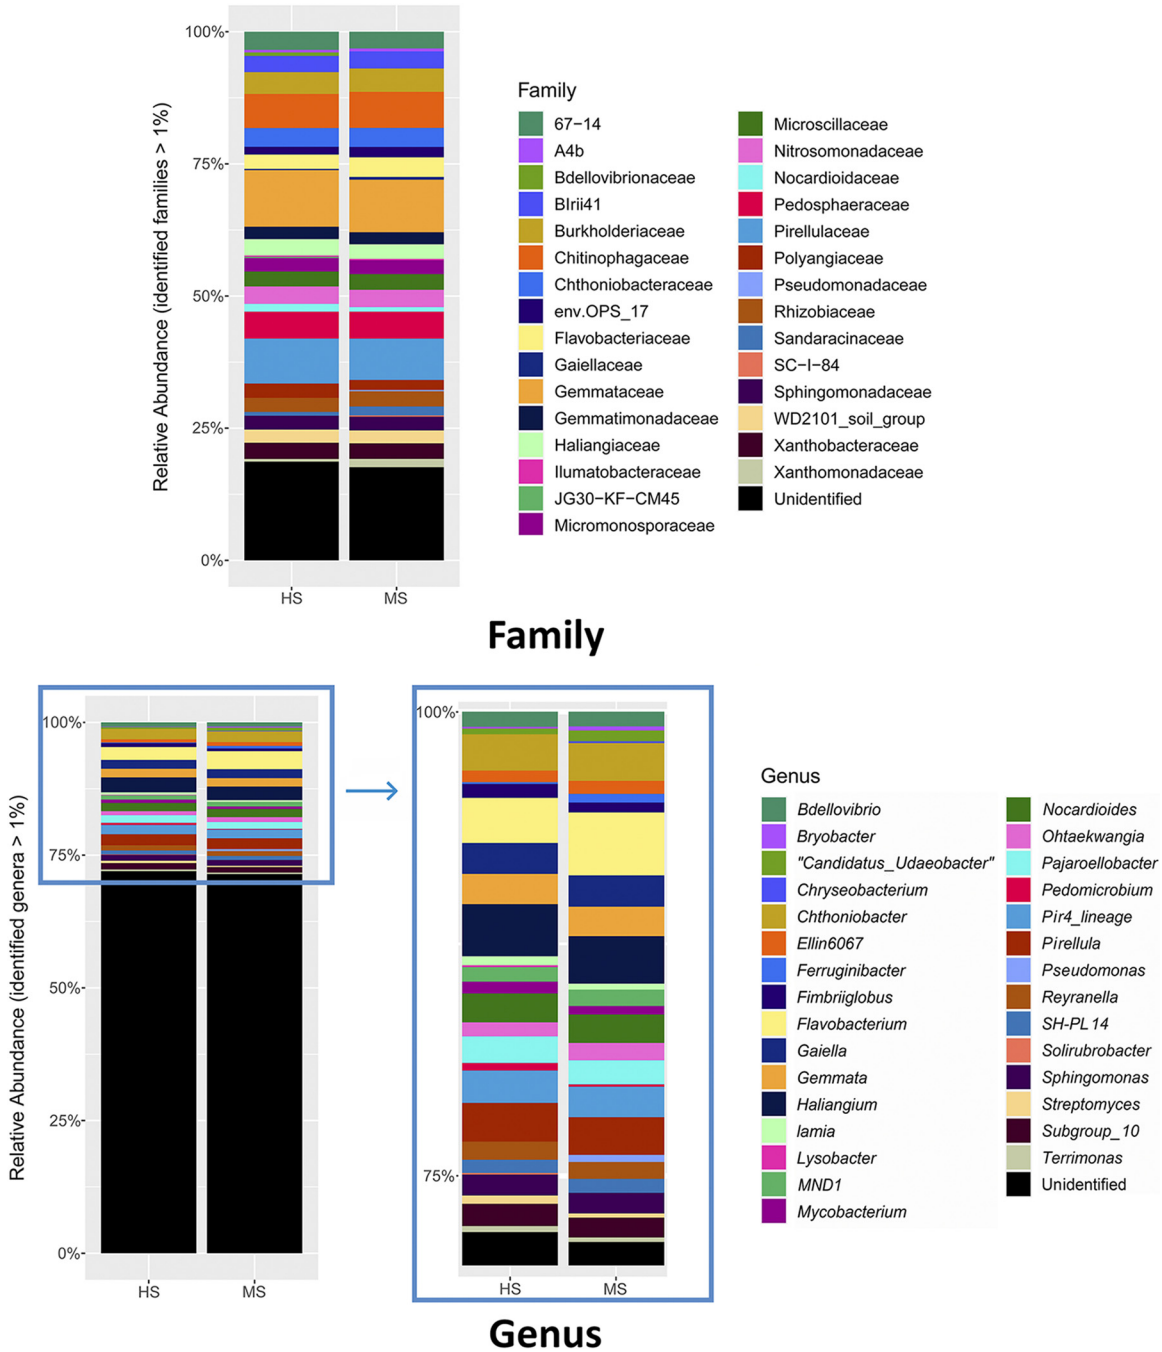 100%
75%
50%
25%
0%
Relative Abundance (identified families > 1%)
HS
MS
Family
67−14
A4b
Bdellovibrionaceae
BIrii41
Burkholderiaceae
Chitinophagaceae
Chthoniobacteraceae
env.OPS_17
Flavobacteriaceae
Gaiellaceae
Gemmataceae
Gemmatimonadaceae
Haliangiaceae
Ilumatobacteraceae
JG30−KF−CM45
Micromonosporaceae
Microscillaceae
Nitrosomonadaceae
Nocardioidaceae
Pedosphaeraceae
Pirellulaceae
Polyangiaceae
Pseudomonadaceae
Rhizobiaceae
Sandaracinaceae
SC−I−84
Sphingomonadaceae
WD2101_soil_group
Xanthobacteraceae
Xanthomonadaceae
Unidentified
Family
100%
75%
50%
25%
0%
Relative Abundance (identified genera > 1%)
HS
MS
100%
75%
HS
MS
Genus
Bdellovibrio
Bryobacter
"Candidatus_Udaeobacter"
Chryseobacterium
Chthoniobacter
Ellin6067
Ferruginibacter
Fimbriiglobus
Flavobacterium
Gaiella
Gemmata
Haliangium
Iamia
Lysobacter
MND1
Mycobacterium
Nocardioides
Ohtaekwangia
Pajaroellobacter
Pedomicrobium
Pir4_lineage
Pirellula
Pseudomonas
Reyranella
SH-PL14
Solirubrobacter
Sphingomonas
Streptomyces
Subgroup_10
Terrimonas
Unidentified
Genus